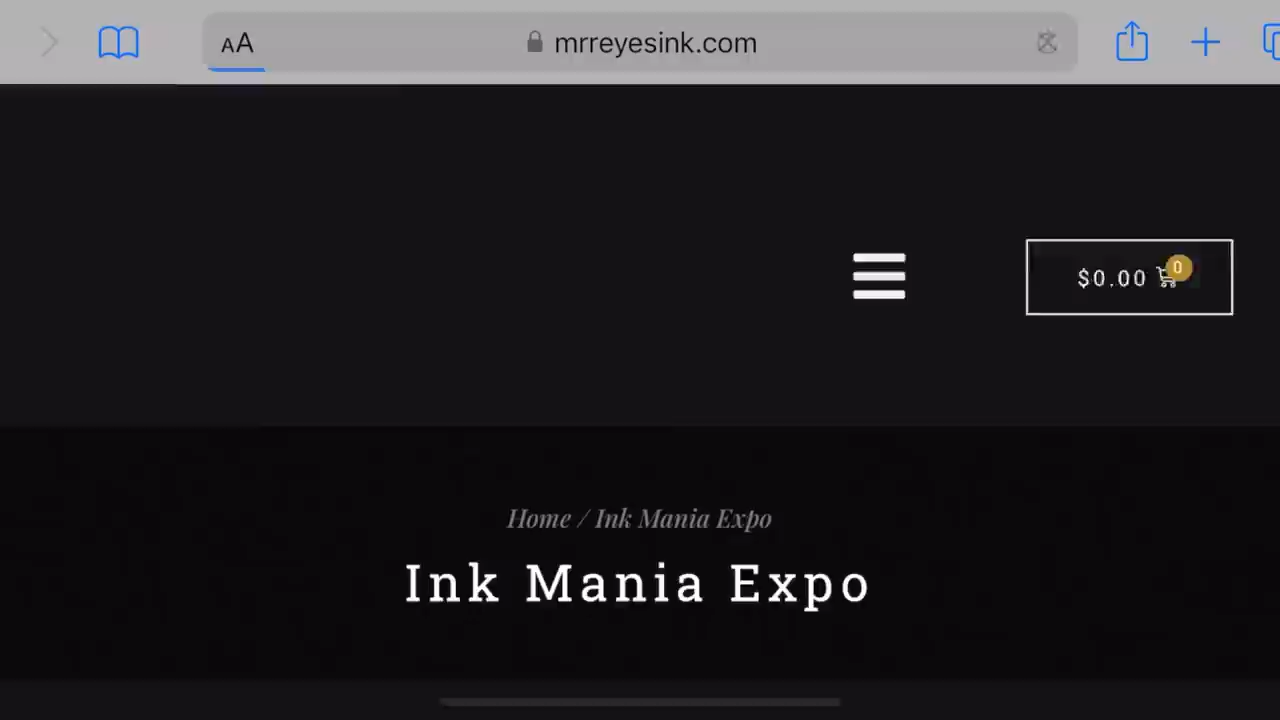 AA
mrreyesink.com
$0.00
0
Home / Ink Mania Expo
Ink Mania Expo